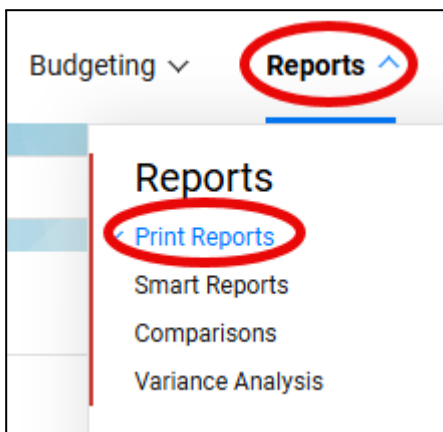 Budgeting Reports
Reports
Print Reports
Smart Reports
Comparisons
Variance Analysis